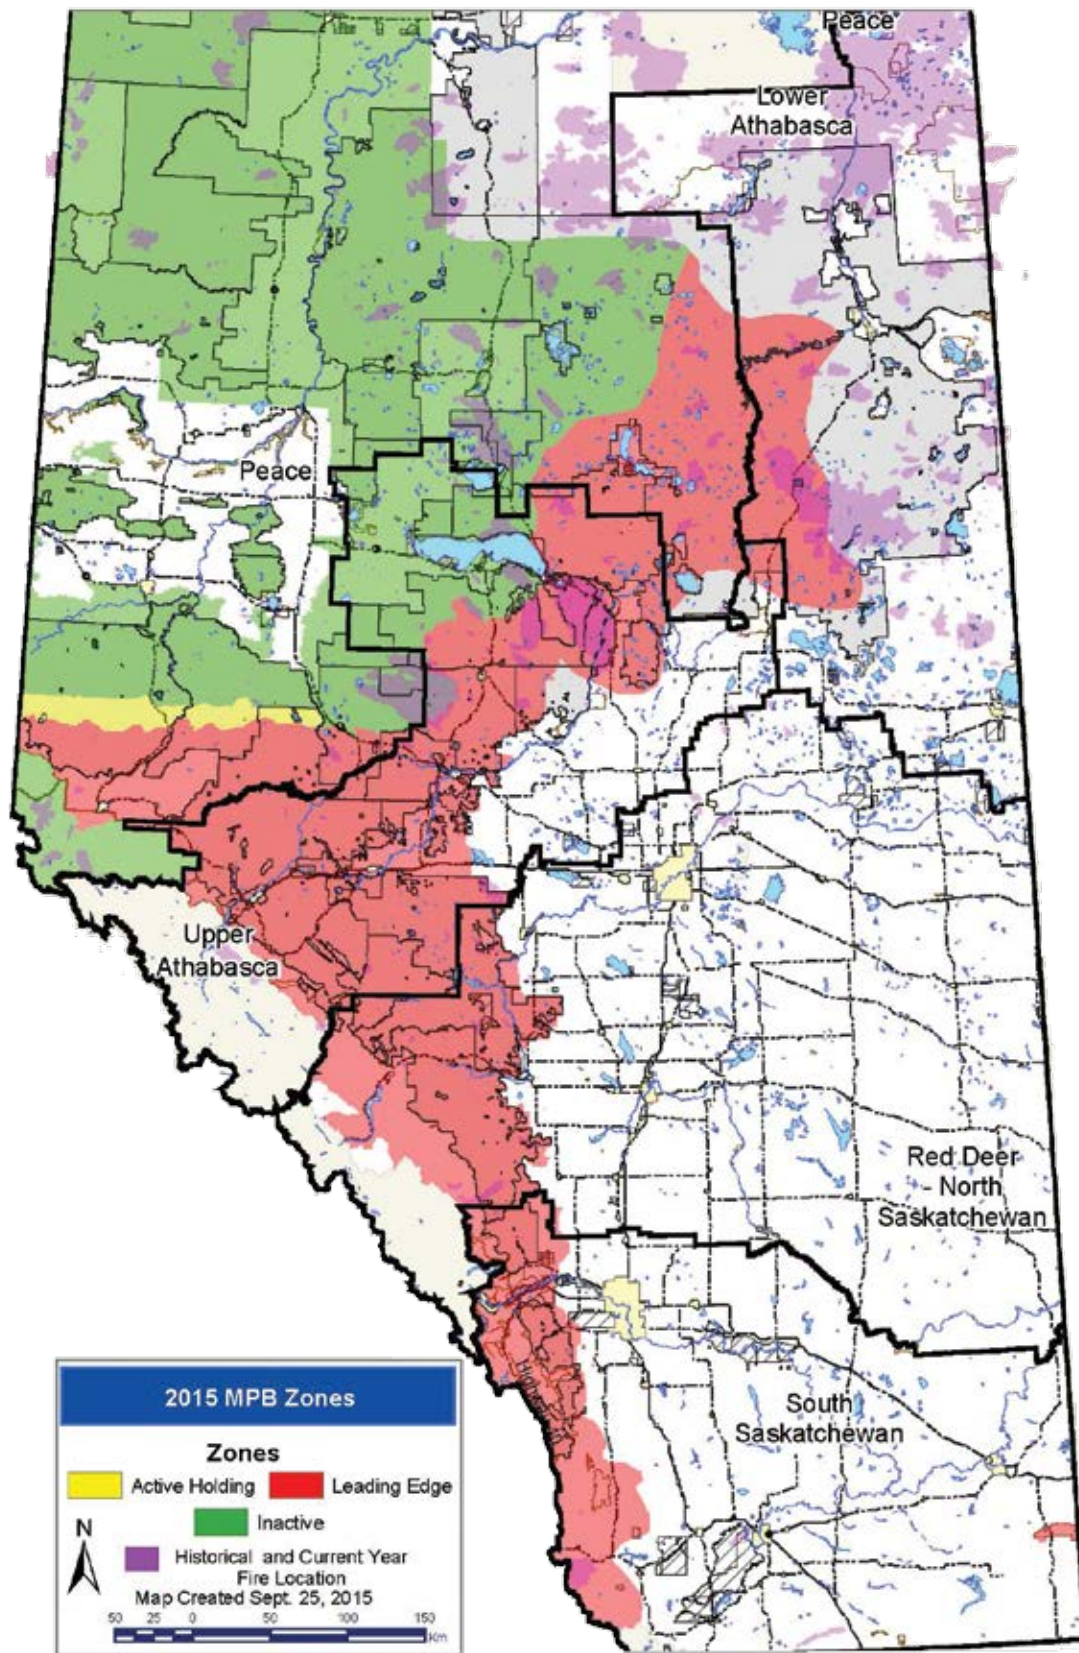 Peace
Lower
Athabasca
Peace
Upper
Athabasca
Red Deer
- North
Saskatchewan
South
Saskatchewan
2015 MPB Zones
Zones
Active Holding
Leading Edge
Inactive
N
Historical and Current Year
Fire Location
Map Created Sept. 25, 2015
50 25 0 50 100 150
Km